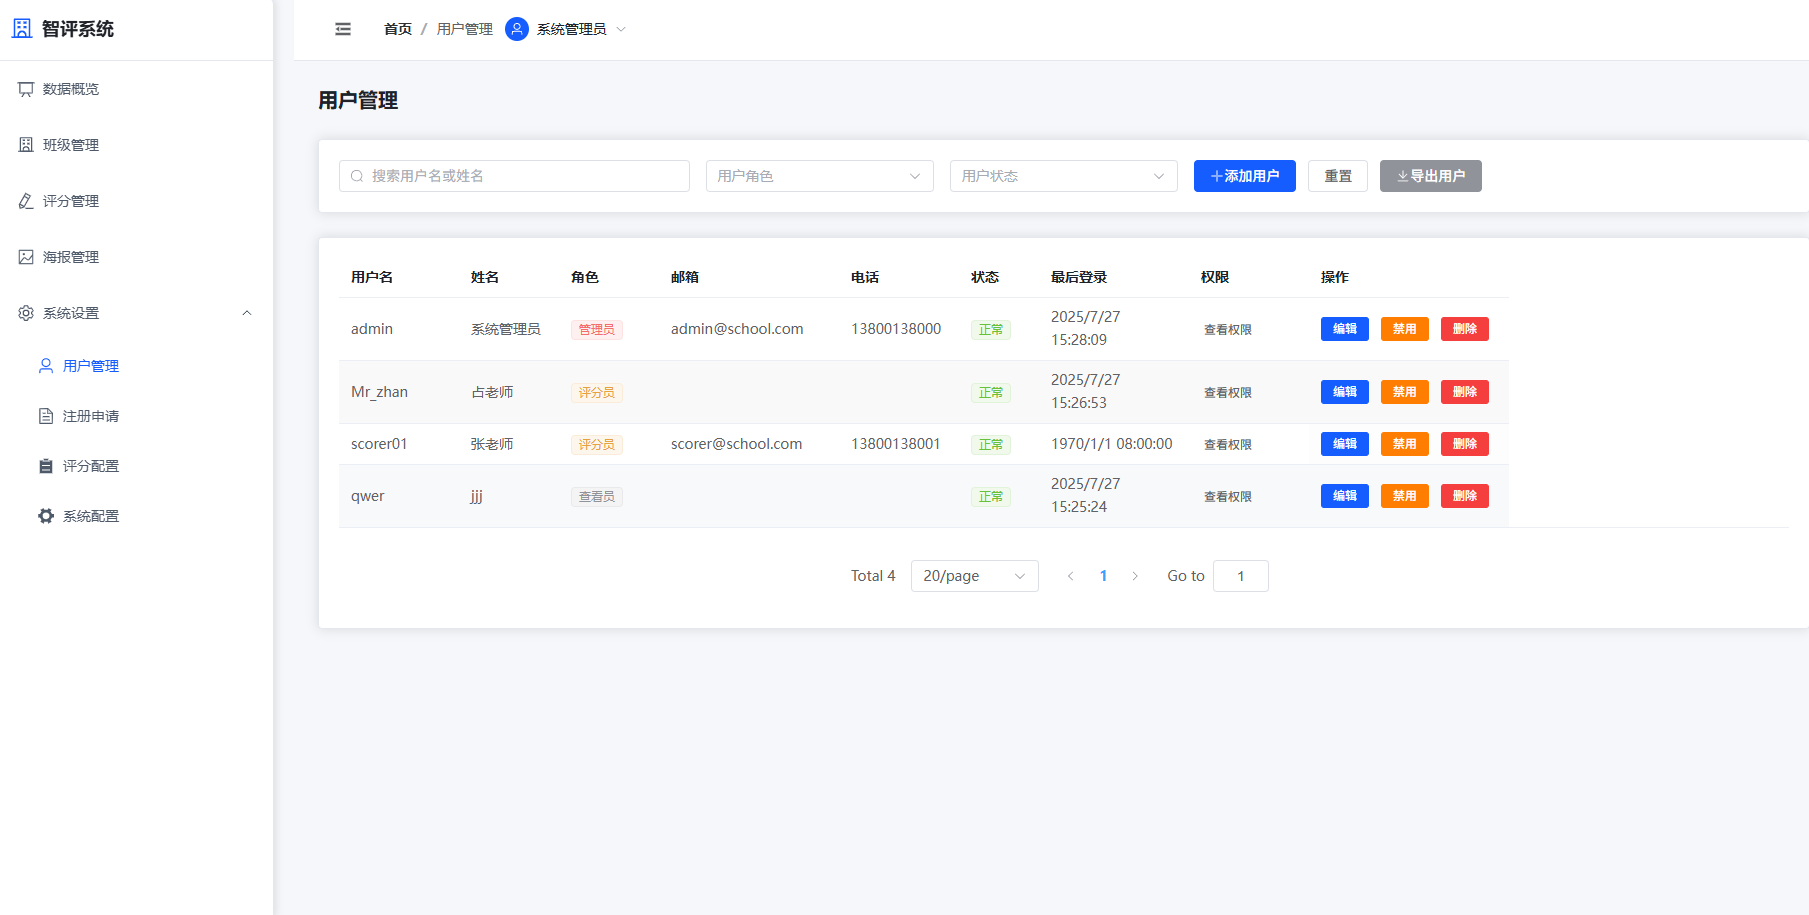 智评系统
首页 / 用户管理 系统管理员
数据概览
班级管理
评分管理
海报管理
系统设置
用户管理
注册申请
评分配置
系统配置
用户管理
搜索用户名或姓名 用户角色 用户状态 添加用户 重置 导出用户
用户名 姓名 角色 邮箱 电话 状态 最后登录 权限 操作
admin 系统管理员 管理员 admin@school.com 13800138000 正常 2025/7/27 15:28:09 查看权限 编辑 禁用 删除
Mr_zhan 占老师 评分员 正常 2025/7/27 15:26:53 查看权限 编辑 禁用 删除
scorer01 张老师 评分员 scorer@school.com 13800138001 正常 1970/1/1 08:00:00 查看权限 编辑 禁用 删除
qwer jjj 查看员 正常 2025/7/27 15:25:24 查看权限 编辑 禁用 删除
Total 4 20/page 1 Go to 1